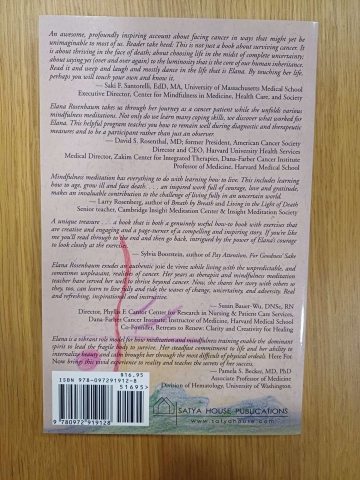 An awesome, profoundly inspiring account about facing cancer in ways that might yet be
unimaginable to most of us. Reader take heed: This is not just a book about surviving cancer. It
is about thriving in the face of death; about choosing life in the midst of complete uncertainty;
about saying yes (over and over again) to the luminosity that is the core of our human inheritance.
Read it and weep and laugh and mostly dance in the life that is Elana. By touching her life,
perhaps you will touch your own and know it.
— Saki F. Santorelli, EdD, MA, University of Massachusetts Medical School
Executive Director, Center for Mindfulness in Medicine, Health Care, and Society
Elana Rosenbaum takes us through her journey as a cancer patient while she unfolds various
mindfulness meditations. Not only do we learn many coping skills, we also discover what worked for
Elana. This helpful program teaches you how to remain well during diagnostic and therapeutic
measures and to be a participant rather than just an observer.
— David S. Rosenthal, MD; former President, American Cancer Society
Director and CEO, Harvard University Health Services
Medical Director, Zakim Center for Integrated Therapies, Dana-Farber Cancer Institute
Professor of Medicine, Harvard Medical School
Mindfulness meditation has everything to do with learning how to live. This includes learning
how to age, grow ill and face death. . . . an inspired work full of courage, love and gratitude;
makes an invaluable contribution to the challenge of living fully in an uncertain world.
— Larry Rosenberg, author of Breath by Breath and Living in the Light of Death
Senior teacher, Cambridge Insight Meditation Center & Insight Meditation Society
A unique treasure . . . a book that is both a genuinely useful how-to-book with exercises that
are creative and engaging and a page-turner of a compelling and inspiring story. If you're like
me you'll read through to the end and then go back, intrigued by the power of Elana's courage
to look closely at the exercises.
— Sylvia Boorstein, author of Pay Attention, For Goodness' Sake
Elana Rosenbaum exudes an authentic joie de vivre while living with the unpredictable, and
sometimes unpleasant, realities of cancer. Her years as therapist and mindfulness meditation
teacher have served her well to thrive beyond cancer. Now, she shares her story with others so
they, too, can learn to live fully and ride the waves of change, uncertainty, and adversity. Real
and refreshing, inspirational and intuitive.
— Susan Bauer-Wu, DNSc, RN
Director, Phyllis F. Cantor Center for Research in Nursing & Patient Care Services,
Dana-Farber Cancer Institute, Instructor of Medicine, Harvard Medical School
Co-Founder, Retreats to Renew: Clarity and Creativity for Healing
Elana is a vibrant role model for how meditation and mindfulness training enable the dominant
spirit to lead the fragile body to survive. Her steadfast commitment to life and her ability to
internalize beauty and calm brought her through the most difficult of physical ordeals. Here For
Now brings this vivid experience to reality and teaches the secrets of her success.
— Pamela S. Becker, MD, PhD
Associate Professor of Medicine
Division of Hematology, University of Washington
$16.95
ISBN 978-097291912-8
51695>
9 780972 919128
SATYA HOUSE PUBLICATIONS
www.satyahouse.com